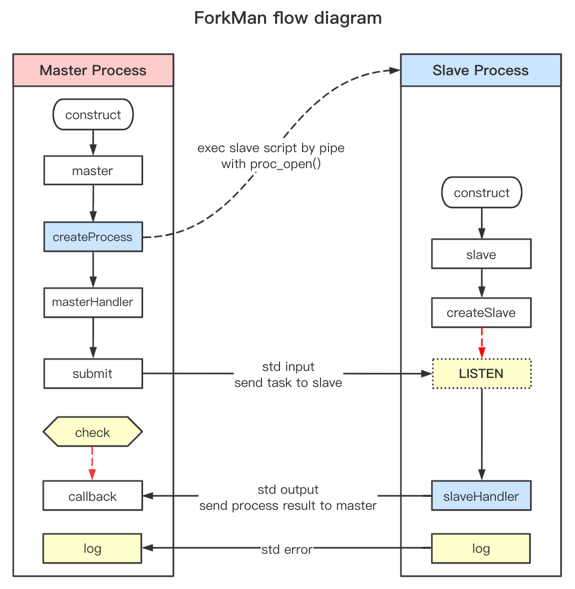 ForkMan flow diagram
Master Process
Slave Process
construct
master
exec slave script by pipe
with proc_open()
createProcess
construct
slave
masterHandler
createSlave
submit
std input
send task to slave
LISTEN
check
callback
std output
send process result to master
slaveHandler
log
std error
log